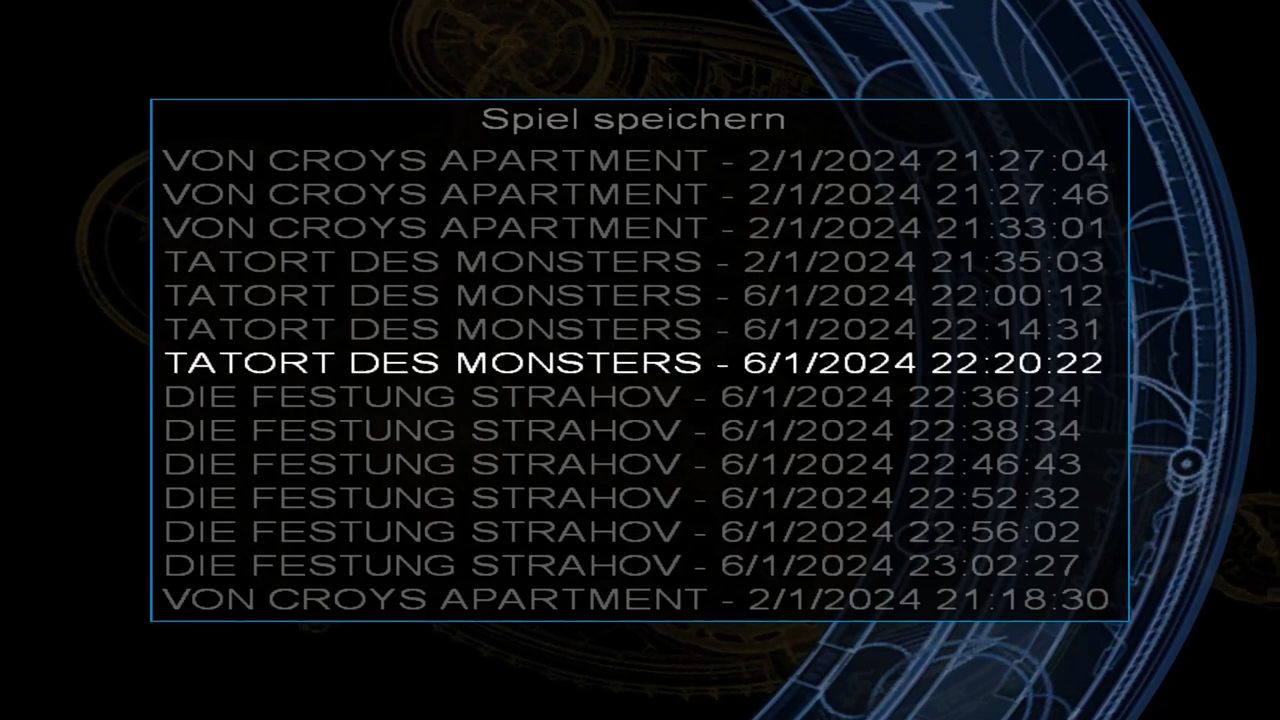 Spiel speichern
VON CROYS APARTMENT - 2/1/2024 21:27:04
VON CROYS APARTMENT - 2/1/2024 21:27:46
VON CROYS APARTMENT - 2/1/2024 21:33:01
TATORT DES MONSTERS - 2/1/2024 21:35:03
TATORT DES MONSTERS - 6/1/2024 22:00:12
TATORT DES MONSTERS - 6/1/2024 22:14:31
TATORT DES MONSTERS - 6/1/2024 22:20:22
DIE FESTUNG STRAHOV - 6/1/2024 22:36:24
DIE FESTUNG STRAHOV - 6/1/2024 22:38:34
DIE FESTUNG STRAHOV - 6/1/2024 22:46:43
DIE FESTUNG STRAHOV - 6/1/2024 22:52:32
DIE FESTUNG STRAHOV - 6/1/2024 22:56:02
DIE FESTUNG STRAHOV - 6/1/2024 23:02:27
VON CROYS APARTMENT - 2/1/2024 21:18:30